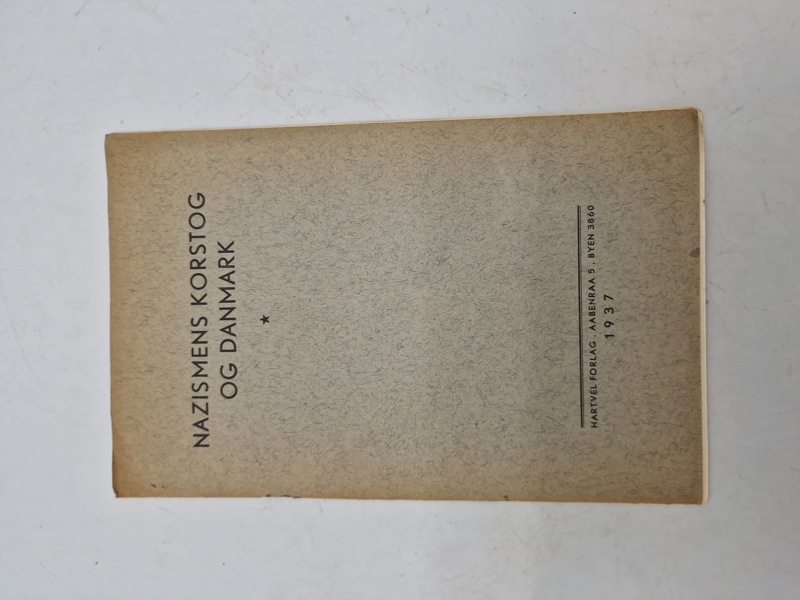 NAZISMENS KORSTOG
OG DANMARK
HARTVEL FORLAG . AABENRAA 5 . BYEN 3860
1937